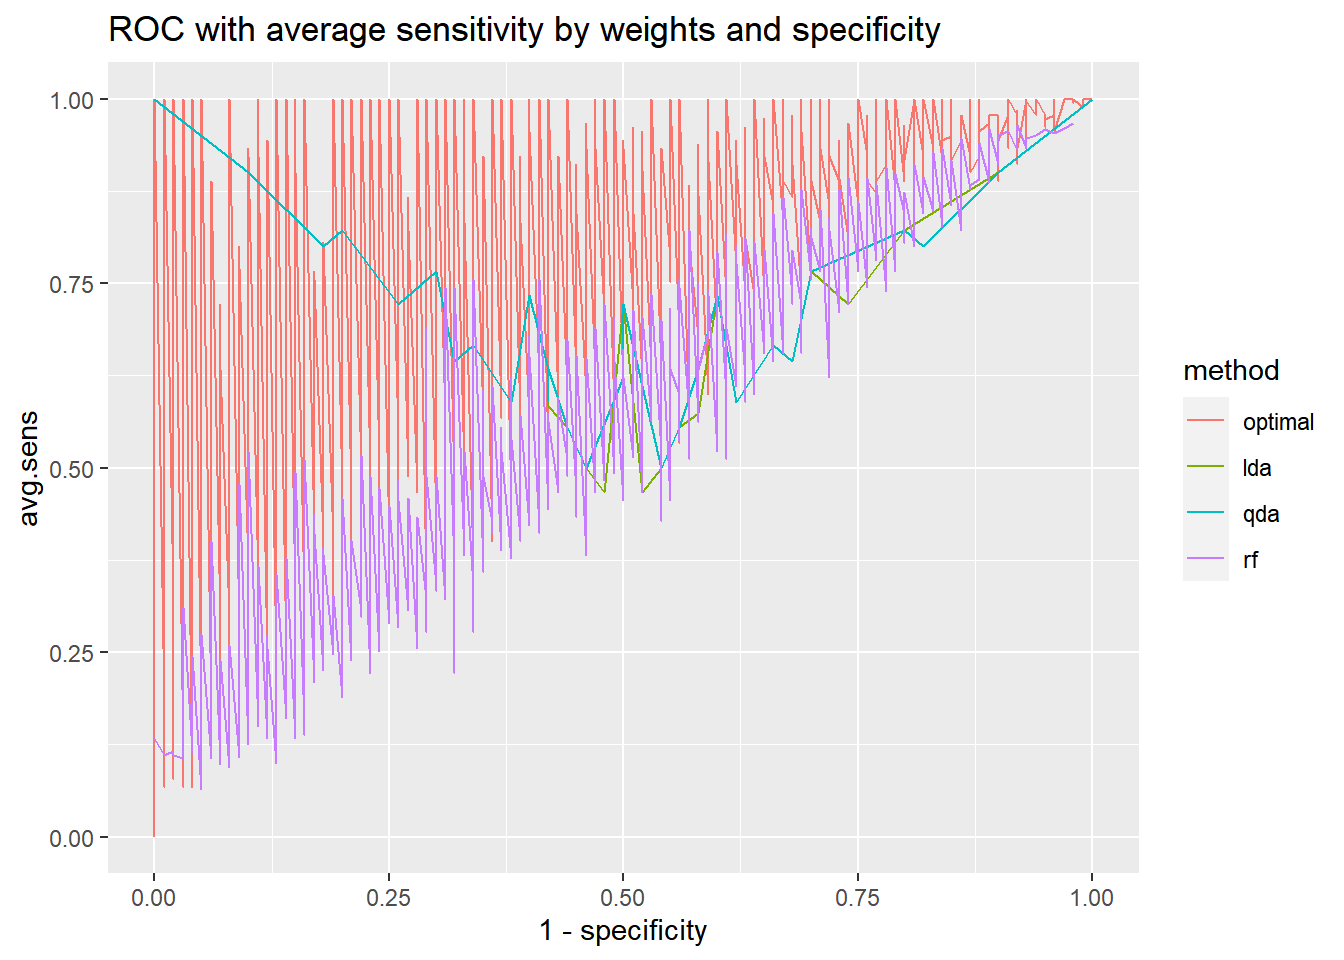 ROC with average sensitivity by weights and specificity
1.00
0.75
0.50
0.25
0.00
avg.sens
0.00 0.25 0.50 0.75 1.00
1 - specificity
method
optimal
lda
qda
rf